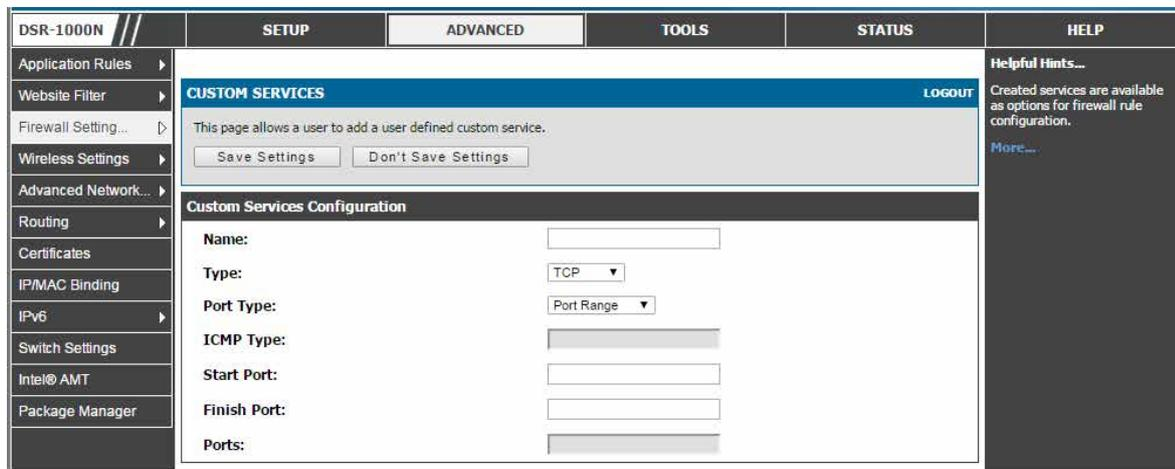 DSR-1000N
SETUP
ADVANCED
TOOLS
STATUS
HELP
Application Rules
Website Filter
Firewall Setting...
Wireless Settings
Advanced Network...
Routing
Certificates
IP/MAC Binding
IPv6
Switch Settings
Intel® AMT
Package Manager
CUSTOM SERVICES
LOGOUT
This page allows a user to add a user defined custom service.
Save Settings
Don't Save Settings
Custom Services Configuration
Name:
Type:
TCP
Port Type:
Port Range
ICMP Type:
Start Port:
Finish Port:
Ports:
Helpful Hints...
Created services are available
as options for firewall rule
configuration.
More...